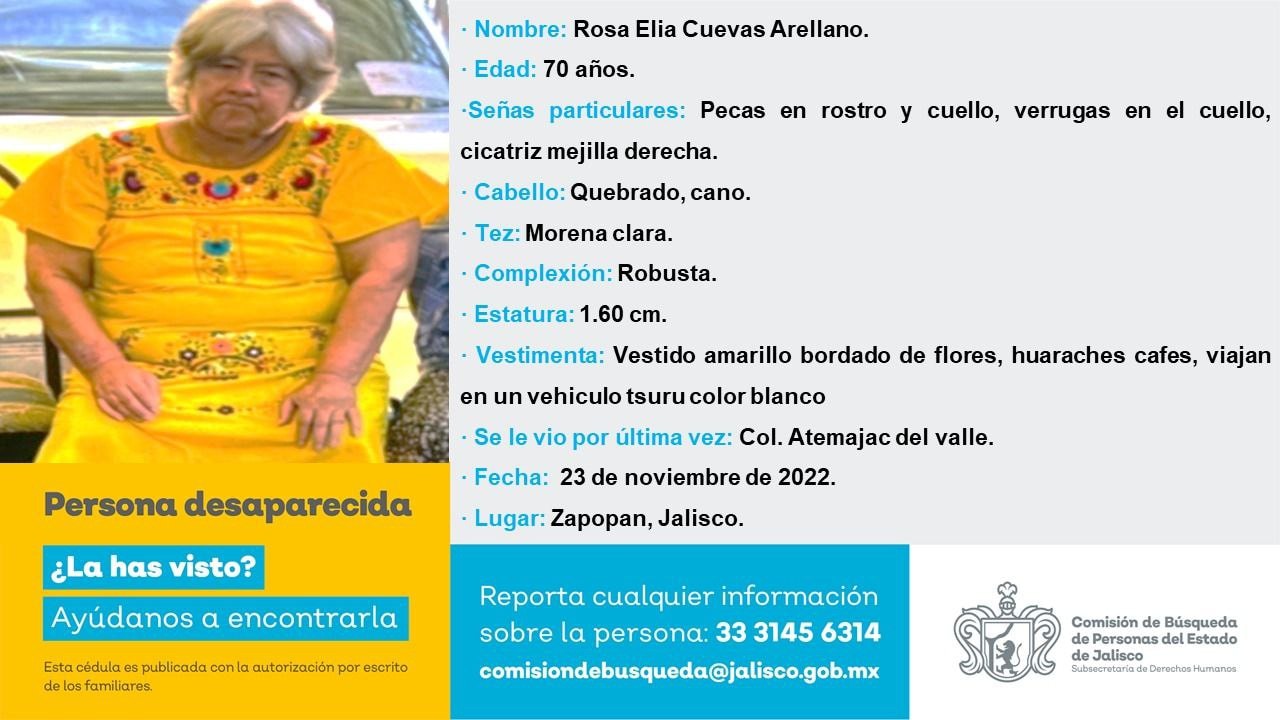 · Nombre: Rosa Elia Cuevas Arellano.
· Edad: 70 años.
·Señas particulares: Pecas en rostro y cuello, verrugas en el cuello,
cicatriz mejilla derecha.
· Cabello: Quebrado, cano.
· Tez: Morena clara.
· Complexión: Robusta.
· Estatura: 1.60 cm.
· Vestimenta: Vestido amarillo bordado de flores, huaraches cafes, viajan
en un vehiculo tsuru color blanco
· Se le vio por última vez: Col. Atemajac del valle.
· Fecha: 23 de noviembre de 2022.
· Lugar: Zapopan, Jalisco.
Persona desaparecida
¿La has visto?
Ayúdanos a encontrarla
Esta cédula es publicada con la autorización por escrito
de los familiares.
Reporta cualquier información
sobre la persona: 33 3145 6314
comisiondebusqueda@jalisco.gob.mx
Comisión de Búsqueda
de Personas del Estado
de Jalisco
Subsecretaría de Derechos Humanos